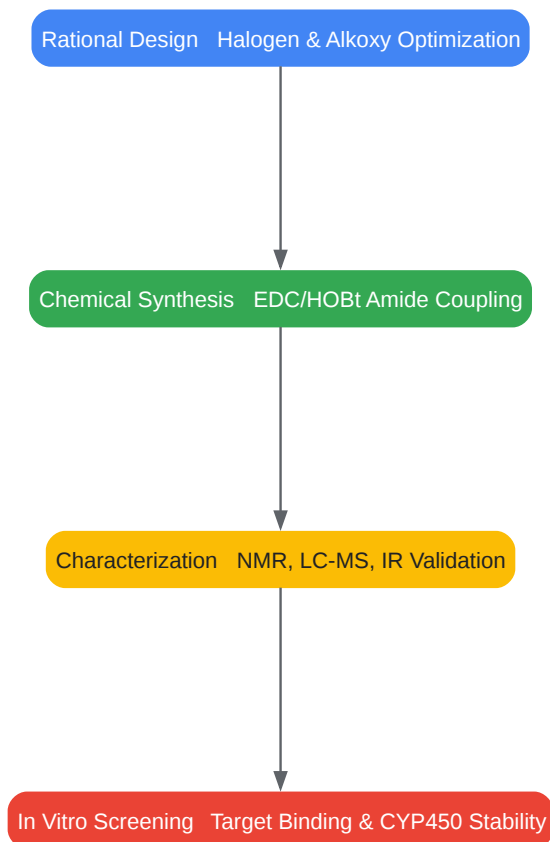 Rational Design   Halogen & Alkoxy Optimization
Chemical Synthesis   EDC/HOBt Amide Coupling
Characterization   NMR, LC-MS, IR Validation
In Vitro Screening   Target Binding & CYP450 Stability